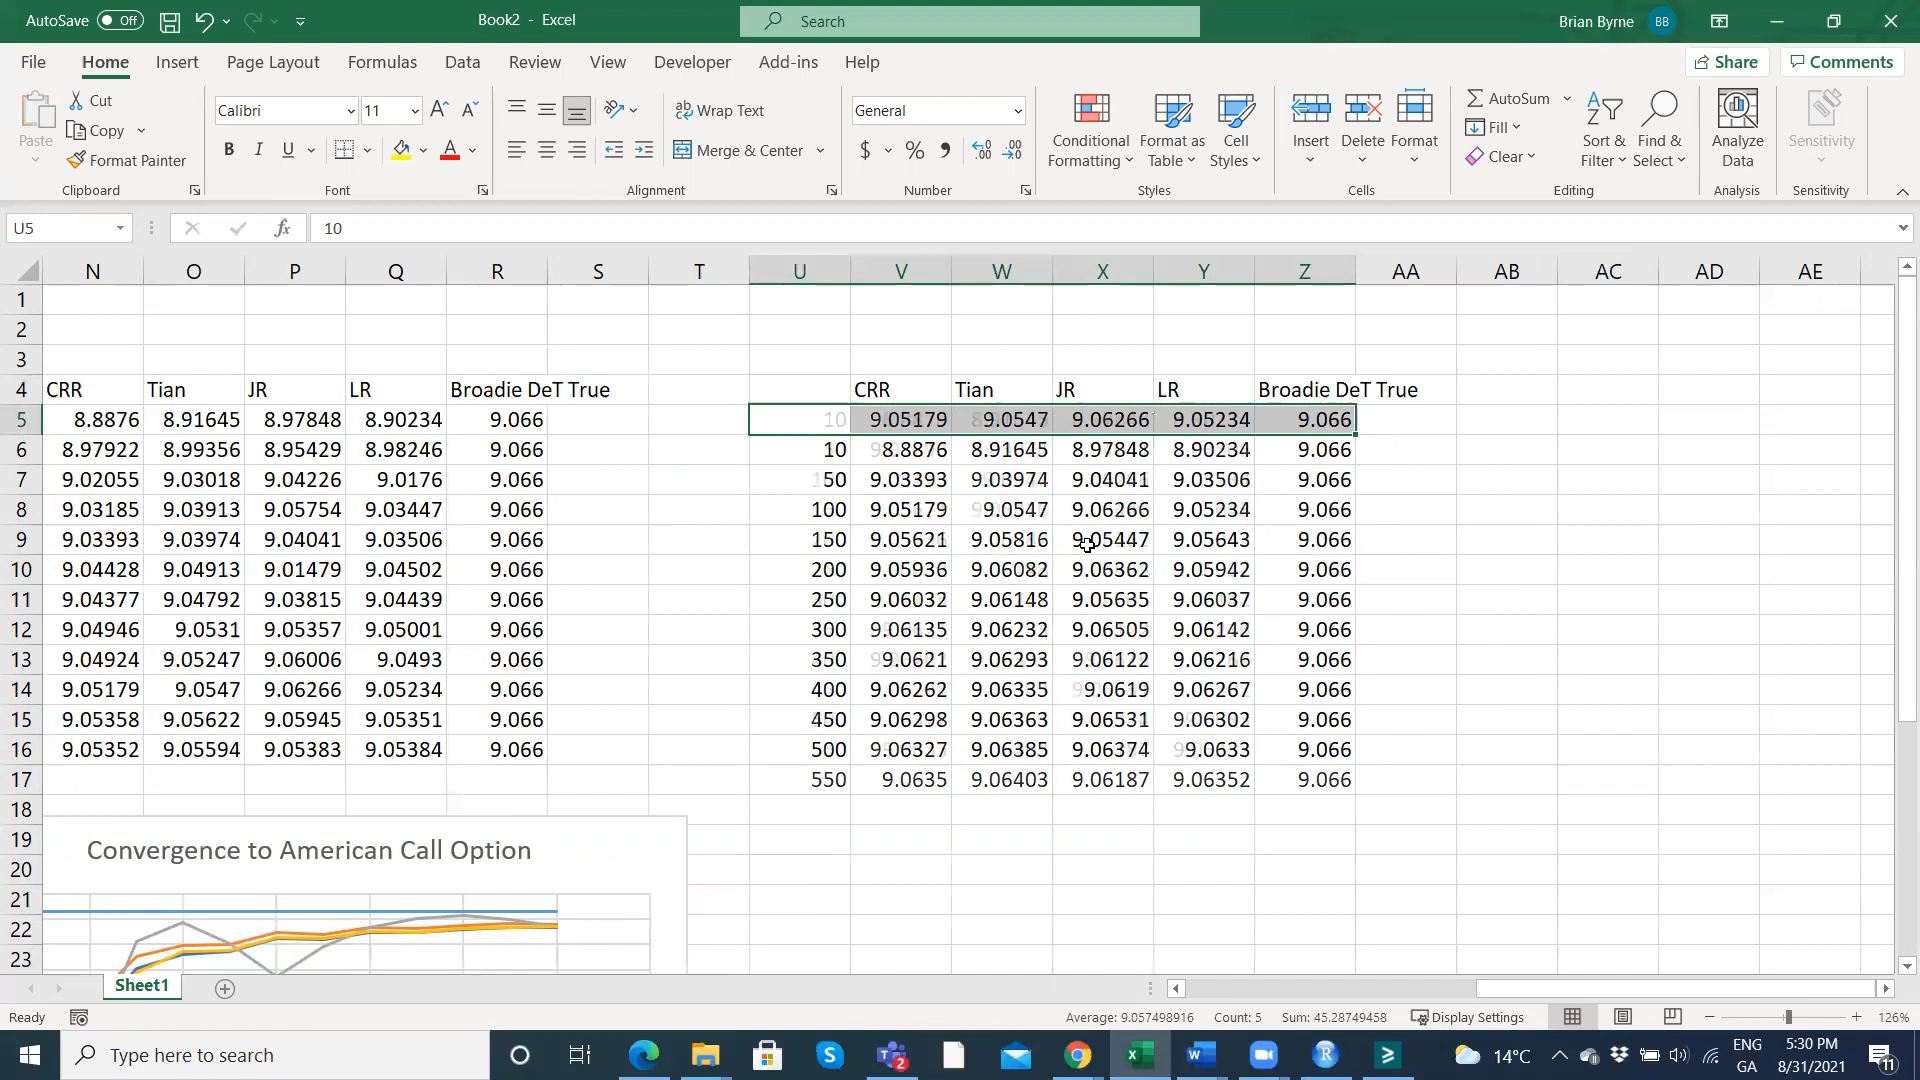 AutoSave Off Book2 - Excel Search Brian Byrne BB
File Home Insert Page Layout Formulas Data Review View Developer Add-ins Help Share Comments
Paste Cut Copy Format Painter Clipboard
Calibri 11 B I U Font
Wrap Text Merge & Center Alignment
General $ % Number
Conditional Formatting Format as Table Cell Styles Styles
Insert Delete Format Cells
AutoSum Fill Clear Sort & Filter Find & Select Editing
Analyze Data Analysis
Sensitivity Sensitivity
U5 fx 10
N O P Q R S T U V W X Y Z AA AB AC AD AE
1
2
3
4 CRR Tian JR LR Broadie DeT True CRR Tian JR LR Broadie DeT True
5 8.8876 8.91645 8.97848 8.90234 9.066 10 9.05179 9.0547 9.06266 9.05234 9.066
6 8.97922 8.99356 8.95429 8.98246 9.066 10 8.8876 8.91645 8.97848 8.90234 9.066
7 9.02055 9.03018 9.04226 9.0176 9.066 50 9.03393 9.03974 9.04041 9.03506 9.066
8 9.03185 9.03913 9.05754 9.03447 9.066 100 9.05179 9.0547 9.06266 9.05234 9.066
9 9.03393 9.03974 9.04041 9.03506 9.066 150 9.05621 9.05816 9.05447 9.05643 9.066
10 9.04428 9.04913 9.01479 9.04502 9.066 200 9.05936 9.06082 9.06362 9.05942 9.066
11 9.04377 9.04792 9.03815 9.04439 9.066 250 9.06032 9.06148 9.05635 9.06037 9.066
12 9.04946 9.0531 9.05357 9.05001 9.066 300 9.06135 9.06232 9.06505 9.06142 9.066
13 9.04924 9.05247 9.06006 9.0493 9.066 350 9.0621 9.06293 9.06122 9.06216 9.066
14 9.05179 9.0547 9.06266 9.05234 9.066 400 9.06262 9.06335 9.0619 9.06267 9.066
15 9.05358 9.05622 9.05945 9.05351 9.066 450 9.06298 9.06363 9.06531 9.06302 9.066
16 9.05352 9.05594 9.05383 9.05384 9.066 500 9.06327 9.06385 9.06374 9.0633 9.066
17 550 9.0635 9.06403 9.06187 9.06352 9.066
18
19 Convergence to American Call Option
20
21
22
23
Sheet1
Ready Average: 9.057498916 Count: 5 Sum: 45.28749458 Display Settings 126%
Type here to search 2 14°C ENG GA 5:30 PM 8/31/2021 11